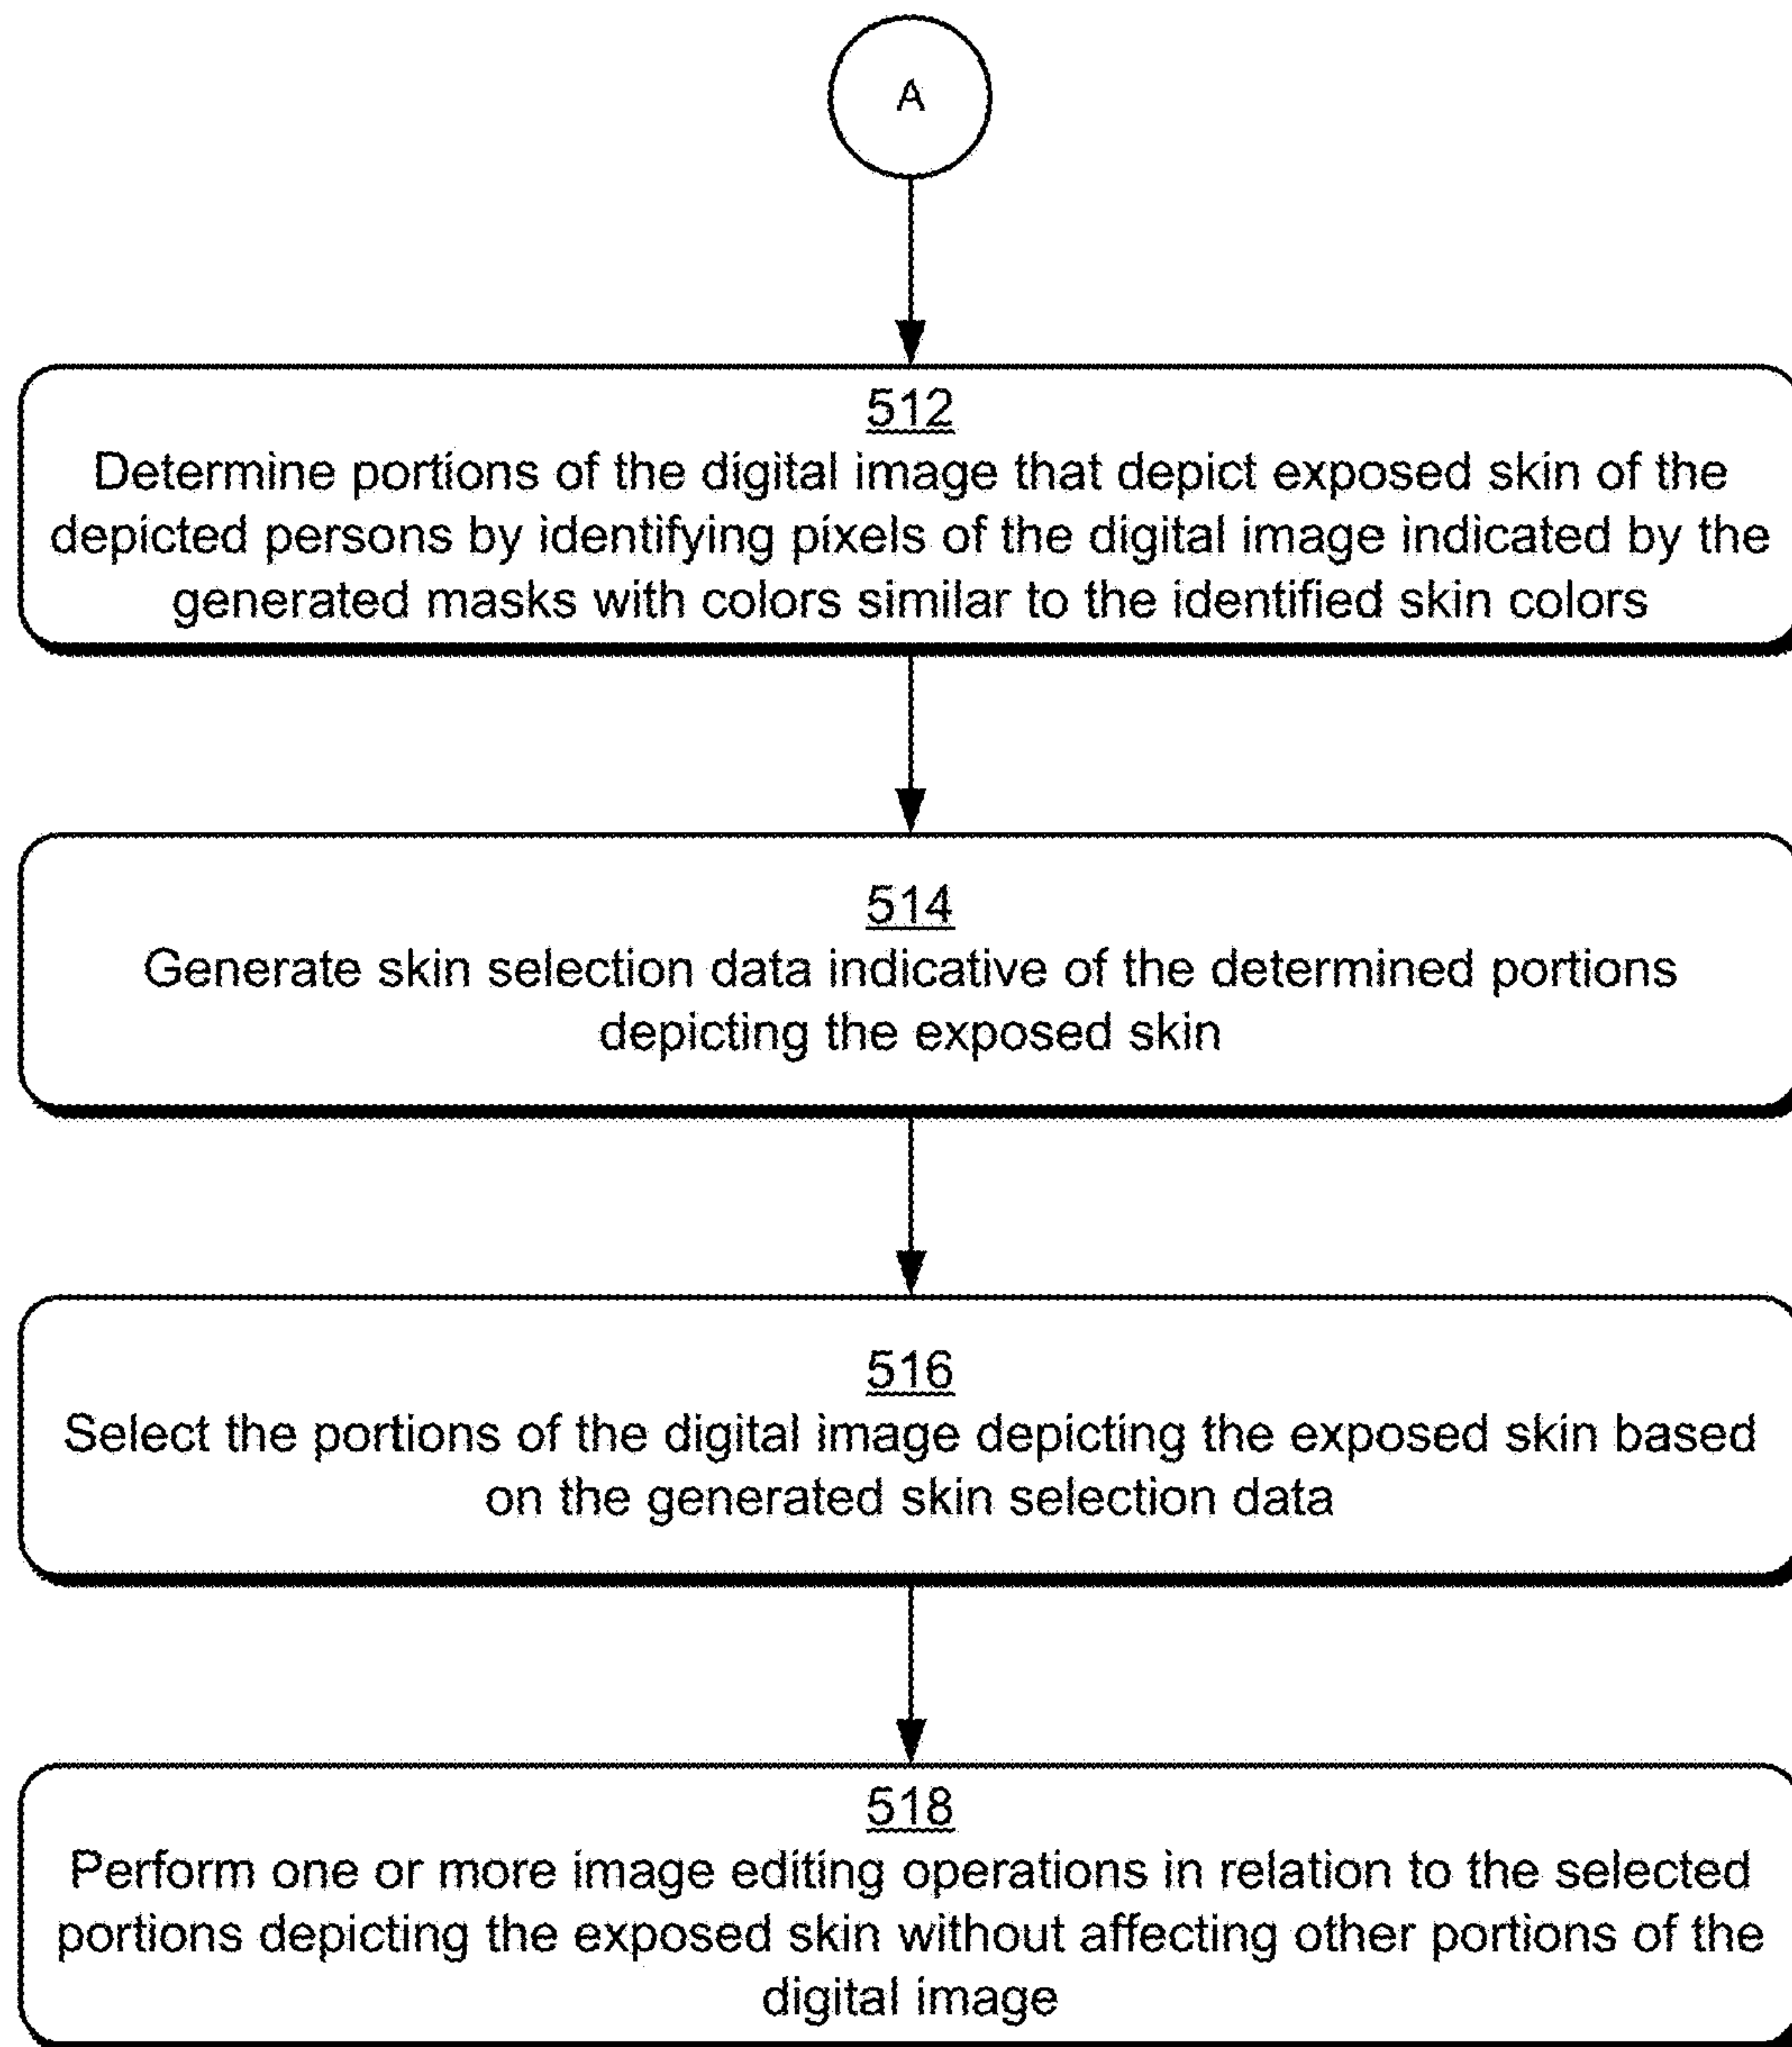 A
512
Determine portions of the digital image that depict exposed skin of the
depicted persons by identifying pixels of the digital image indicated by the
generated masks with colors similar to the identified skin colors
514
Generate skin selection data indicative of the determined portions
depicting the exposed skin
516
Select the portions of the digital image depicting the exposed skin based
on the generated skin selection data
518
Perform one or more image editing operations in relation to the selected
portions depicting the exposed skin without affecting other portions of the
digital image